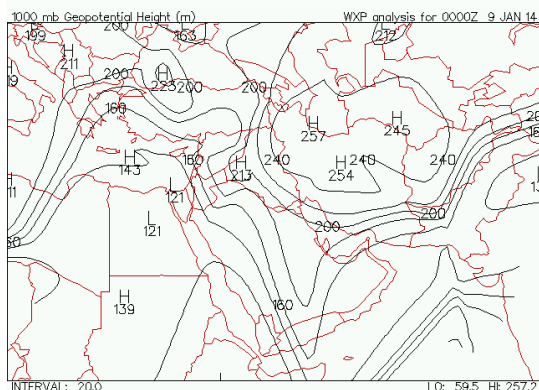 1000 mb Geopotential Height (m) WXP analysis for 0000Z 9 JAN 14
200
199
163
H
212
H
211
H
200
H
223
200
200
160
H
257
H
245
H
143
160
H
213
240
H
254
240
240
L
121
L
121
200
200
H
139
160
INTERVAL: 20.0 LO: 59.5 HI: 257.2